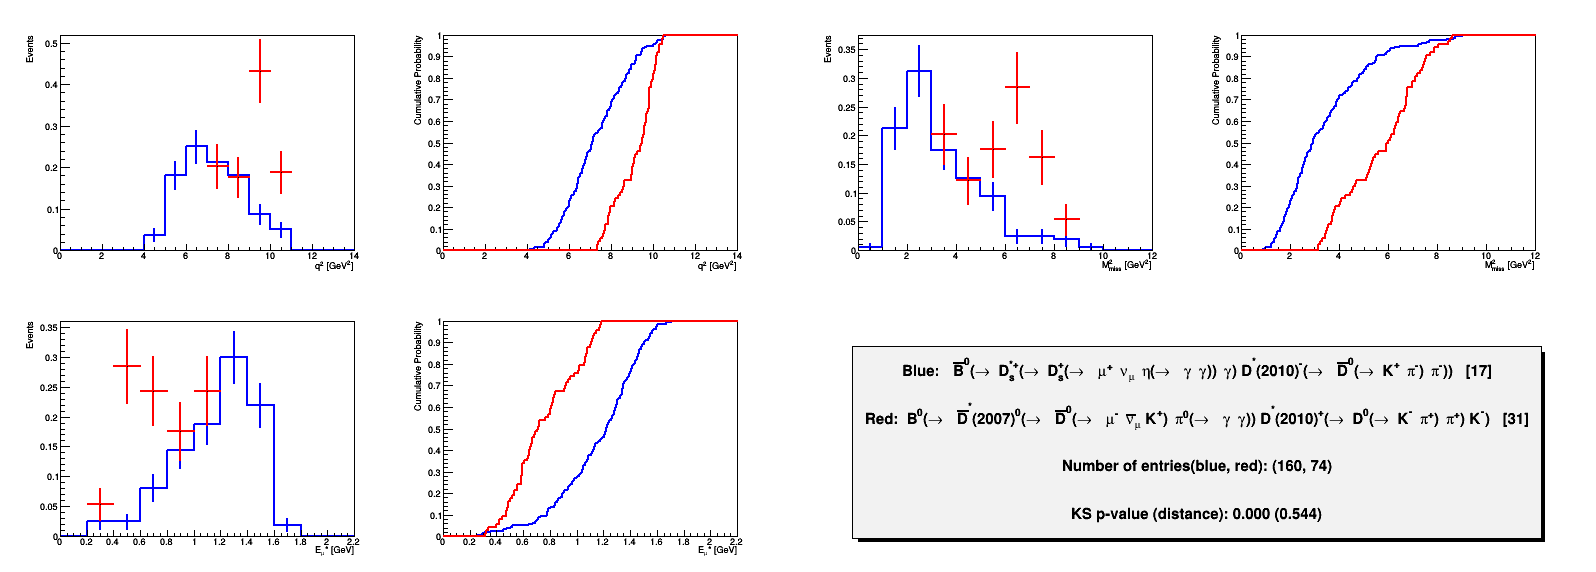 Events
0.5
0.4
0.3
0.2
0.1
0
0 2 4 6 8 10 12 14
q² [GeV²]
Cumulative Probability
1
0.9
0.8
0.7
0.6
0.5
0.4
0.3
0.2
0.1
0
0 2 4 6 8 10 12 14
q² [GeV²]
Events
0.35
0.3
0.25
0.2
0.15
0.1
0.05
0
0 2 4 6 8 10 12
M²miss [GeV²]
Cumulative Probability
1
0.9
0.8
0.7
0.6
0.5
0.4
0.3
0.2
0.1
0
0 2 4 6 8 10 12
M²miss [GeV²]
Events
0.35
0.3
0.25
0.2
0.15
0.1
0.05
0
0 0.2 0.4 0.6 0.8 1 1.2 1.4 1.6 1.8 2 2.2
Eμ* [GeV]
Cumulative Probability
1
0.9
0.8
0.7
0.6
0.5
0.4
0.3
0.2
0.1
0
0 0.2 0.4 0.6 0.8 1 1.2 1.4 1.6 1.8 2 2.2
Eμ* [GeV]
Blue: B̅⁰(→ Dₛ*⁺(→ Dₛ⁺(→ μ⁺ νμ η(→ γ γ)) γ) D*(2010)⁻(→ D̅⁰(→ K⁺ π⁻) π⁻)) [17]
Red: B⁰(→ D̅*(2007)⁰(→ D̅⁰(→ μ⁻ ν̅μ K⁺) π⁰(→ γ γ)) D*(2010)⁺(→ D⁰(→ K⁻ π⁺) π⁺) K⁻) [31]
Number of entries(blue, red): (160, 74)
KS p-value (distance): 0.000 (0.544)